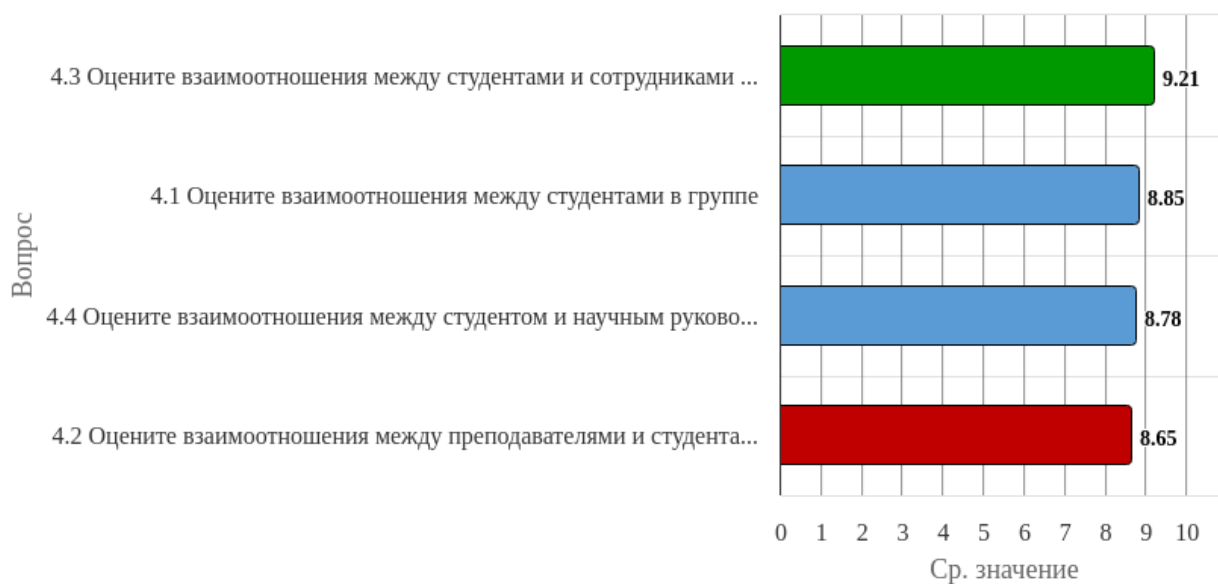 4.3 Оцените взаимоотношения между студентами и сотрудниками ...
9.21
4.1 Оцените взаимоотношения между студентами в группе
8.85
Вопрос
4.4 Оцените взаимоотношения между студентом и научным руково...
8.78
4.2 Оцените взаимоотношения между преподавателями и студента...
8.65
0 1 2 3 4 5 6 7 8 9 10
Ср. значение